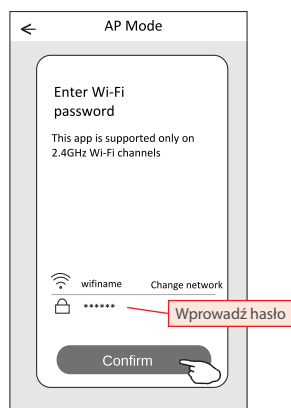 AP Mode
Enter Wi-Fi
password
This app is supported only on
2.4GHz Wi-Fi channels
wifiname Change network
****** Wprowadź hasło
Confirm